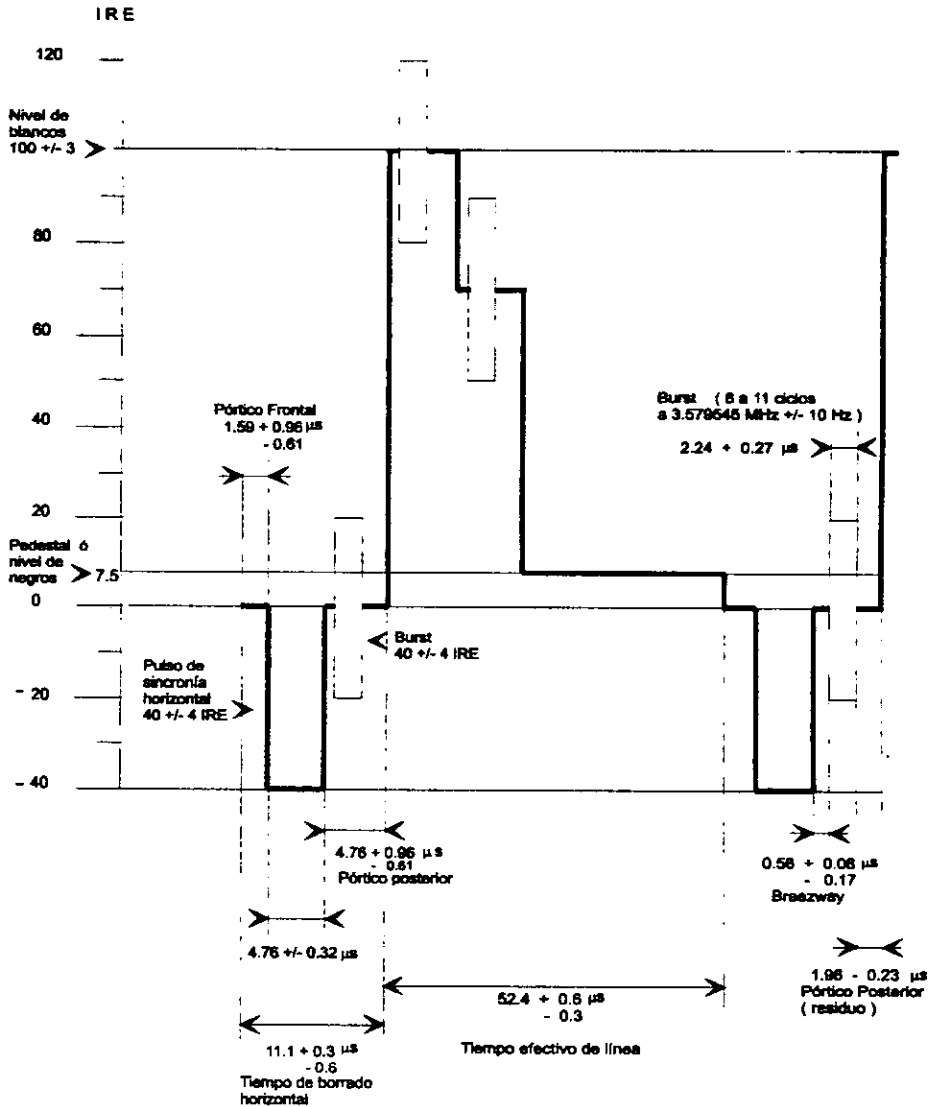 IRE
120
Nivel de
blancos
100 +/- 3
80
60
40
Pórtico Frontal
1.59 + 0.96 µs
- 0.61
Burst ( 8 a 11 ciclos
a 3.579545 MHz +/- 10 Hz )
2.24 + 0.27 µs
20
Pedestal ó
nivel de
negros
7.5
0
Burst
40 +/- 4 IRE
Pulso de
sincronía
horizontal
40 +/- 4 IRE
- 20
- 40
4.76 + 0.96 µs
- 0.61
Pórtico posterior
0.56 + 0.08 µs
- 0.17
Breezway
4.76 +/- 0.32 µs
1.96 - 0.23 µs
Pórtico Posterior
( residuo )
52.4 + 0.6 µs
- 0.3
Tiempo efectivo de línea
11.1 + 0.3 µs
- 0.6
Tiempo de borrado
horizontal